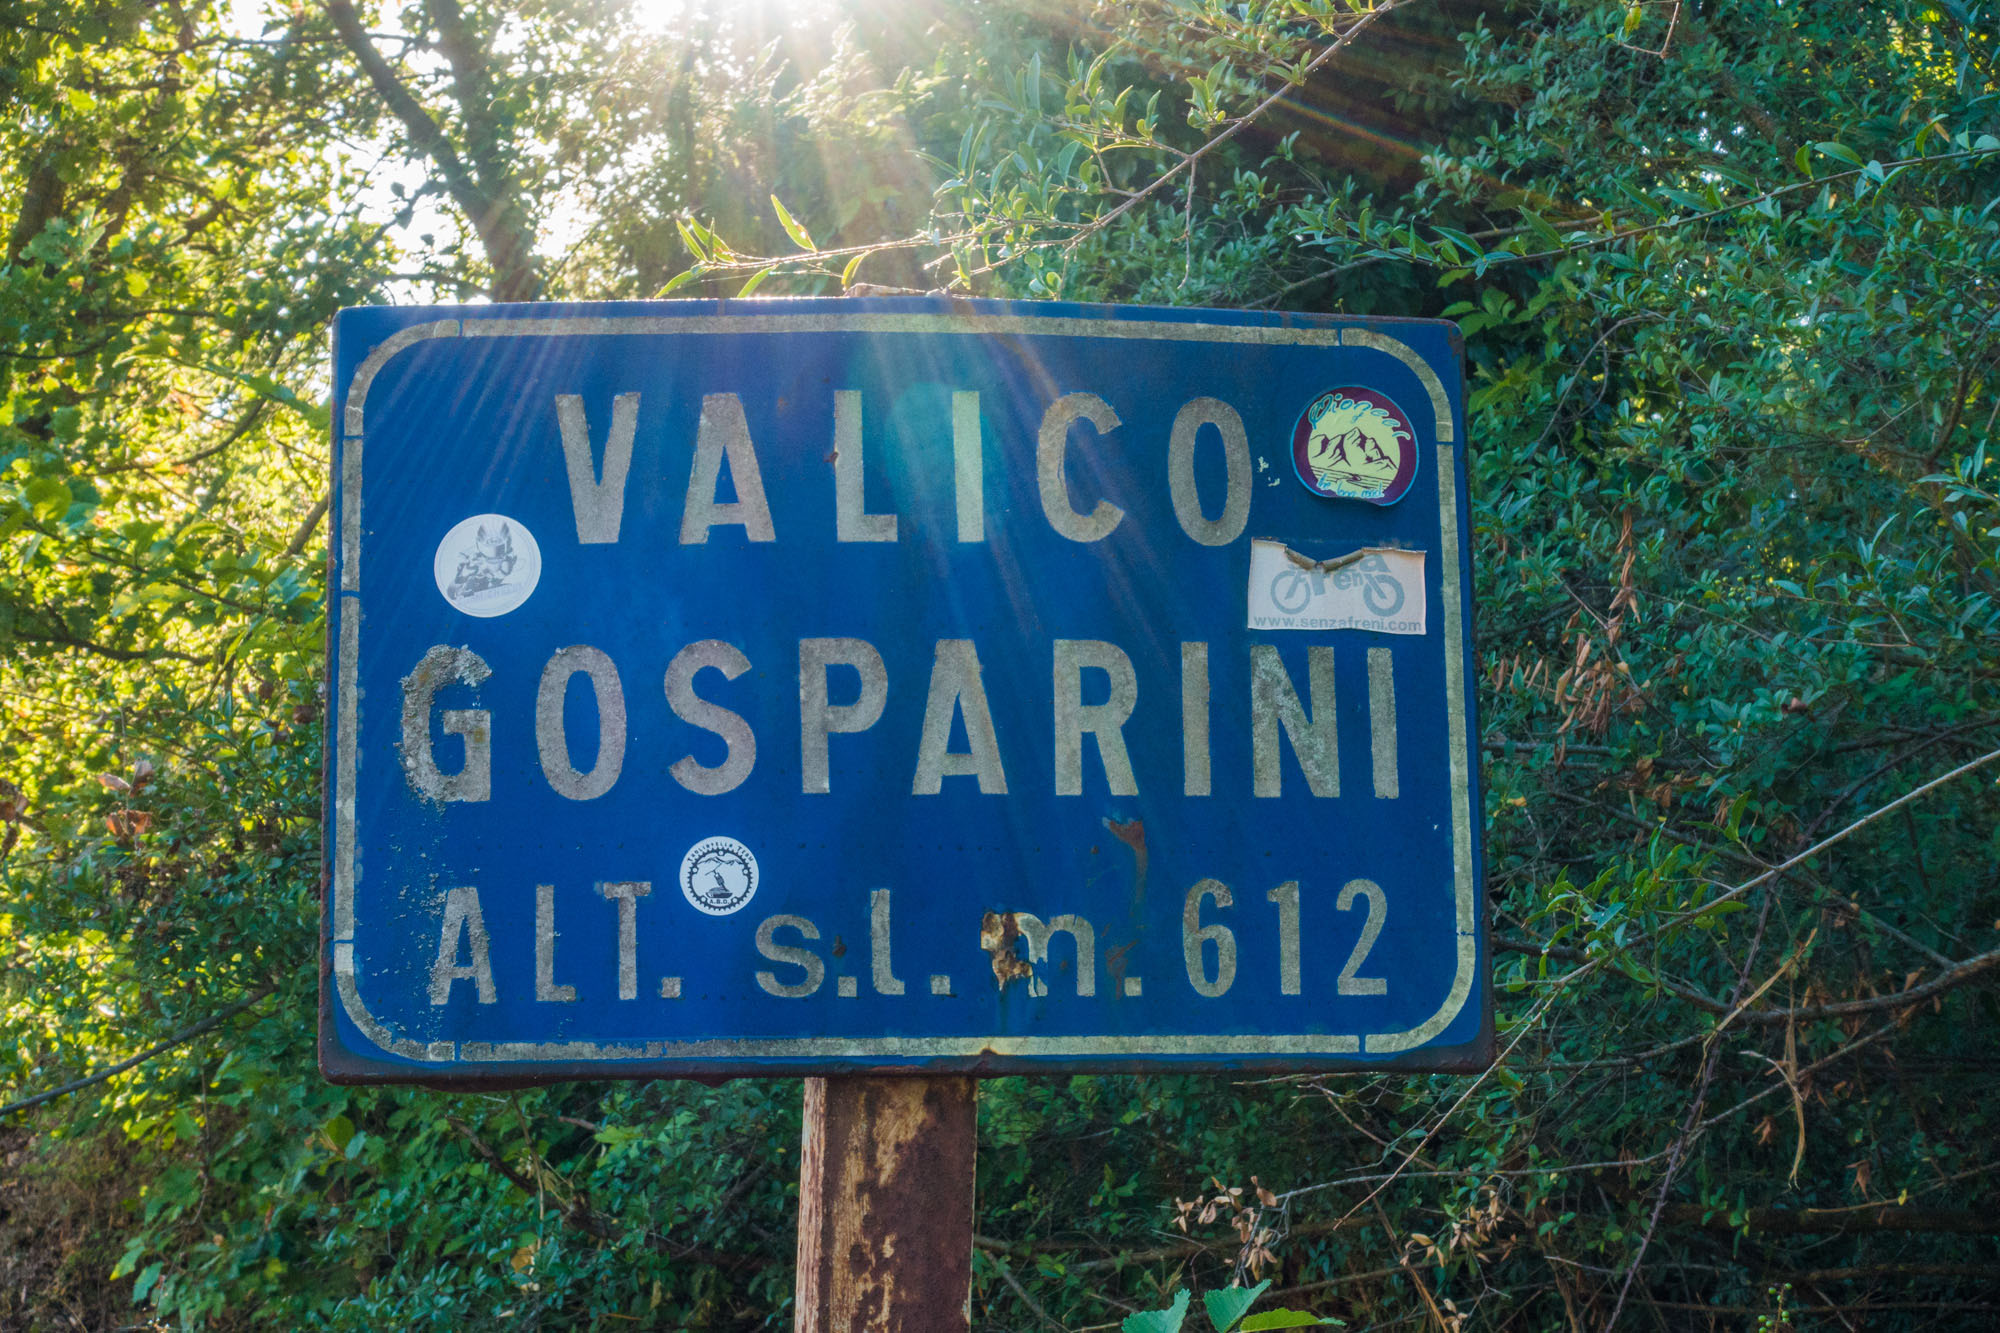 VALICO
GOSPARINI
ALT. s.l.m. 612
www.senzafreni.com